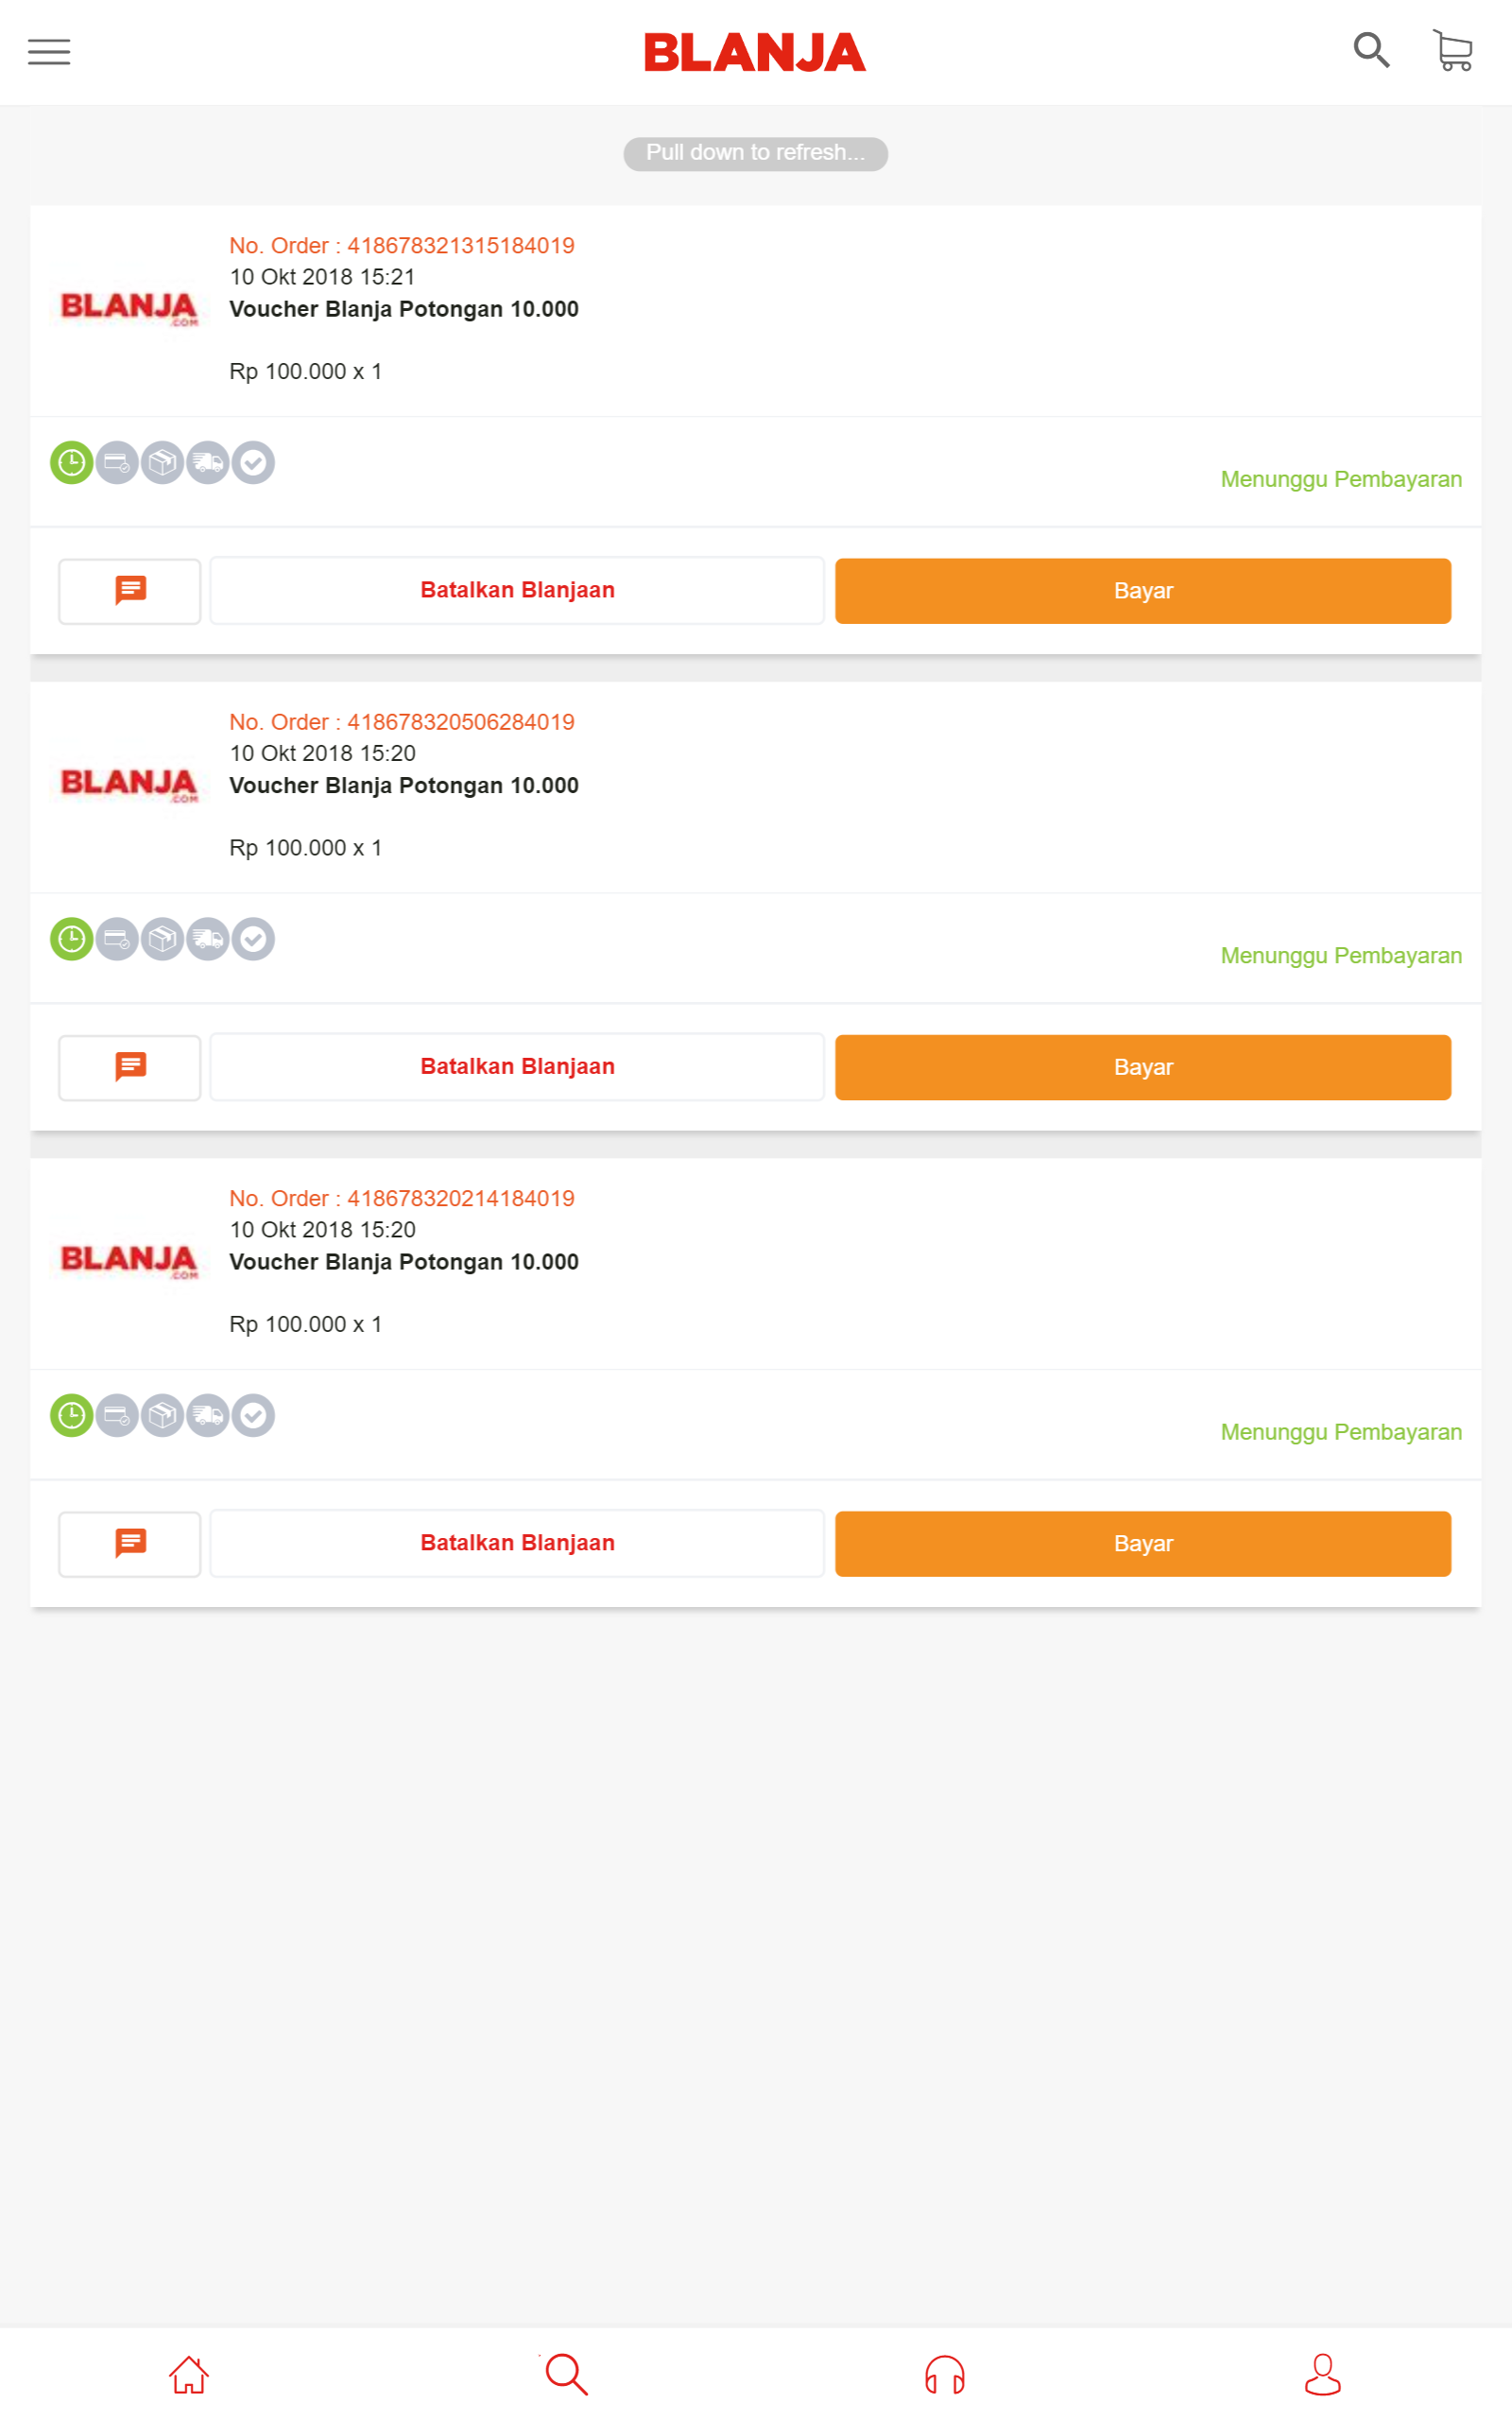 BLANJA
Pull down to refresh...
No. Order : 418678321315184019
10 Okt 2018 15:21
BLANJA
.COM
Voucher Blanja Potongan 10.000
Rp 100.000 x 1
Menunggu Pembayaran
Batalkan Blanjaan
Bayar
No. Order : 418678320506284019
10 Okt 2018 15:20
BLANJA
.COM
Voucher Blanja Potongan 10.000
Rp 100.000 x 1
Menunggu Pembayaran
Batalkan Blanjaan
Bayar
No. Order : 418678320214184019
10 Okt 2018 15:20
BLANJA
.COM
Voucher Blanja Potongan 10.000
Rp 100.000 x 1
Menunggu Pembayaran
Batalkan Blanjaan
Bayar